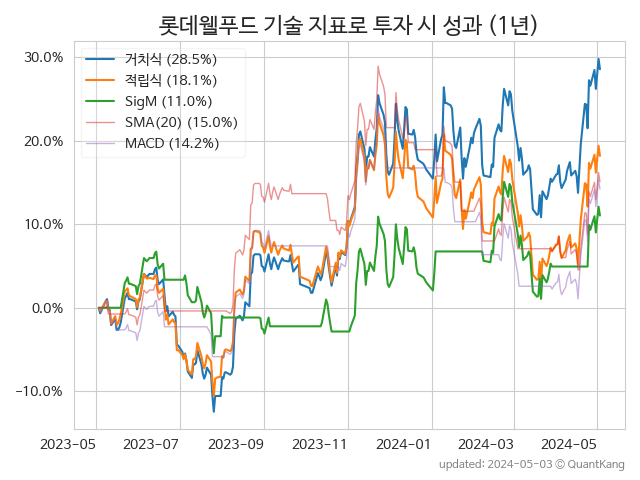 롯데웰푸드 기술 지표로 투자 시 성과 (1년)
30.0%
20.0%
10.0%
0.0%
−10.0%
거치식 (28.5%)
적립식 (18.1%)
SigM (11.0%)
SMA(20) (15.0%)
MACD (14.2%)
2023-05
2023-07
2023-09
2023-11
2024-01
2024-03
2024-05
updated: 2024-05-03 ⓒ QuantKang